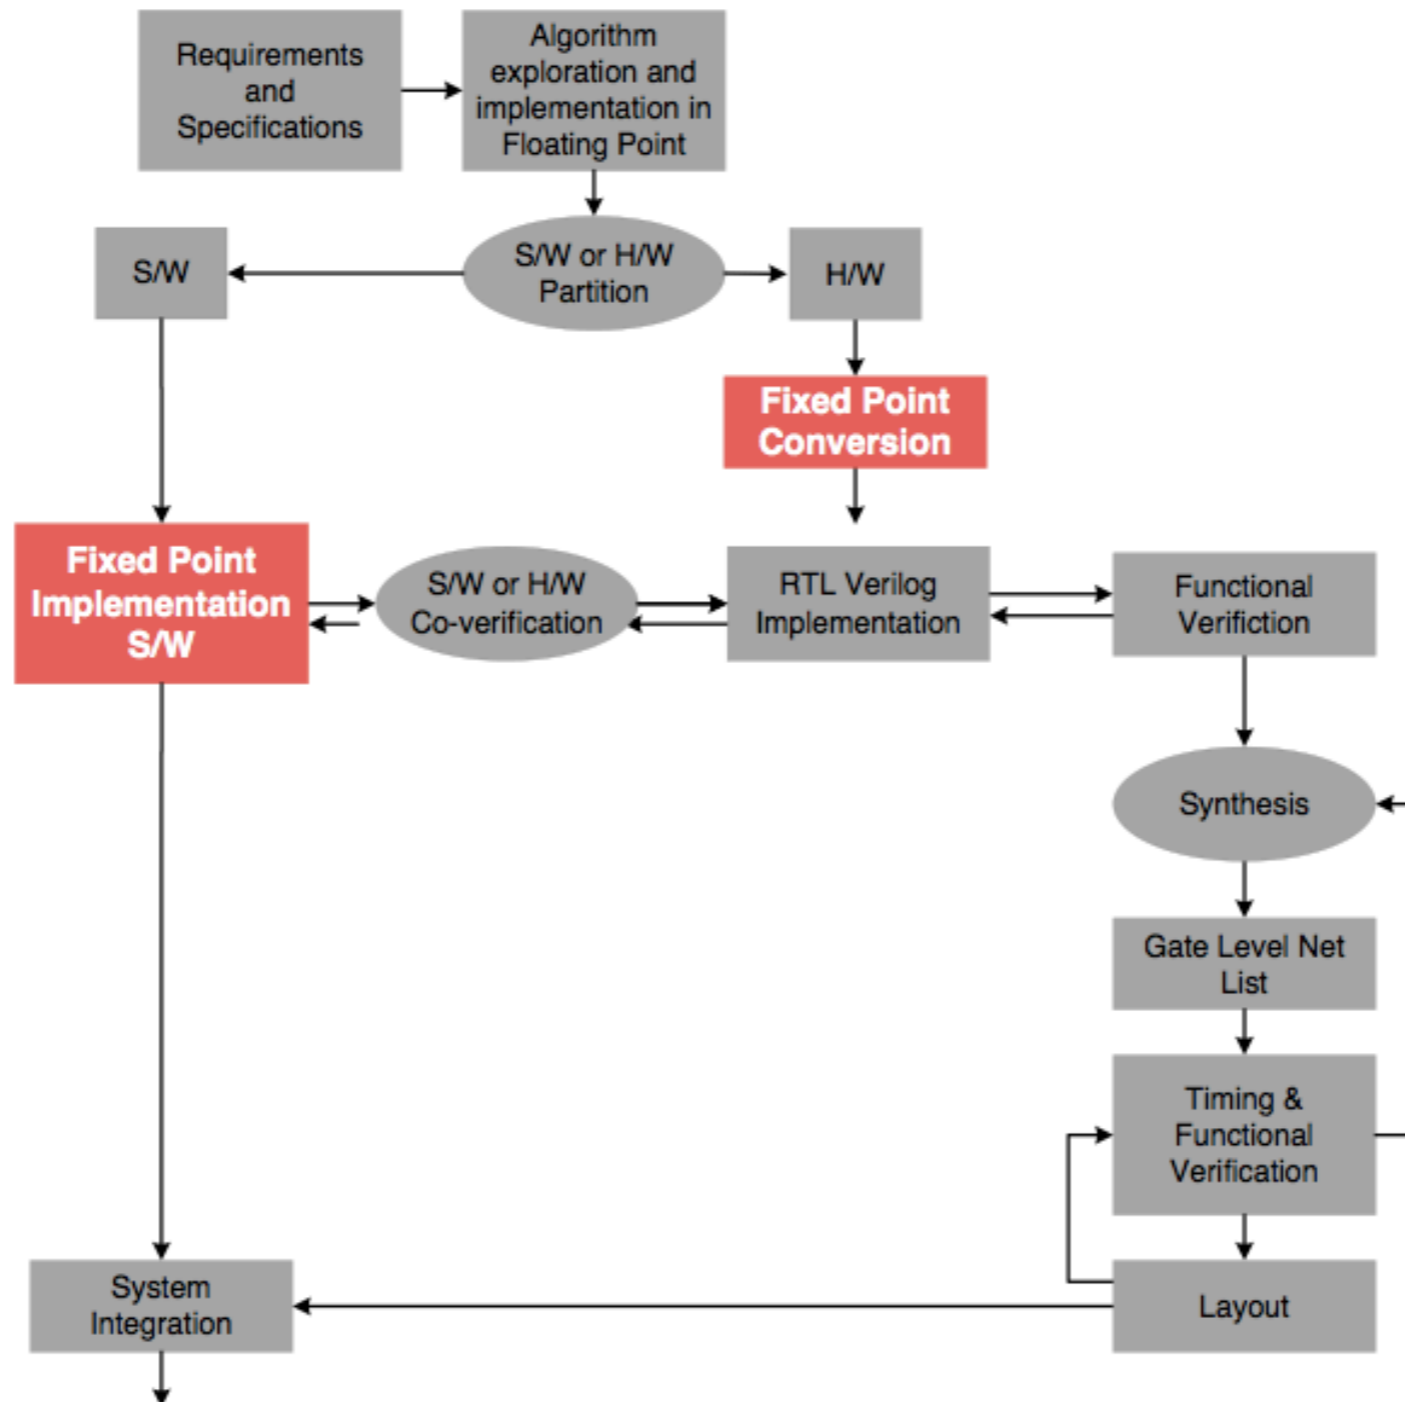 Requirements
and
Specifications
Algorithm
exploration and
implementation in
Floating Point
S/W
S/W or H/W
Partition
H/W
Fixed Point
Conversion
Fixed Point
Implementation
S/W
S/W or H/W
Co-verification
RTL Verilog
Implementation
Functional
Verifiction
Synthesis
Gate Level Net
List
Timing &
Functional
Verification
System
Integration
Layout